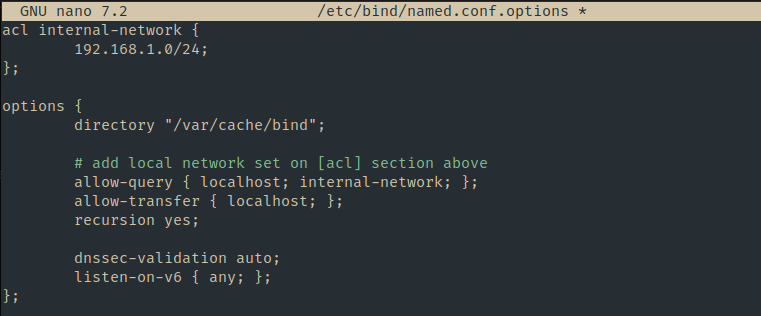 GNU nano 7.2 /etc/bind/named.conf.options *
acl internal-network {
        192.168.1.0/24;
};

options {
        directory "/var/cache/bind";

        # add local network set on [acl] section above
        allow-query { localhost; internal-network; };
        allow-transfer { localhost; };
        recursion yes;

        dnssec-validation auto;
        listen-on-v6 { any; };
};